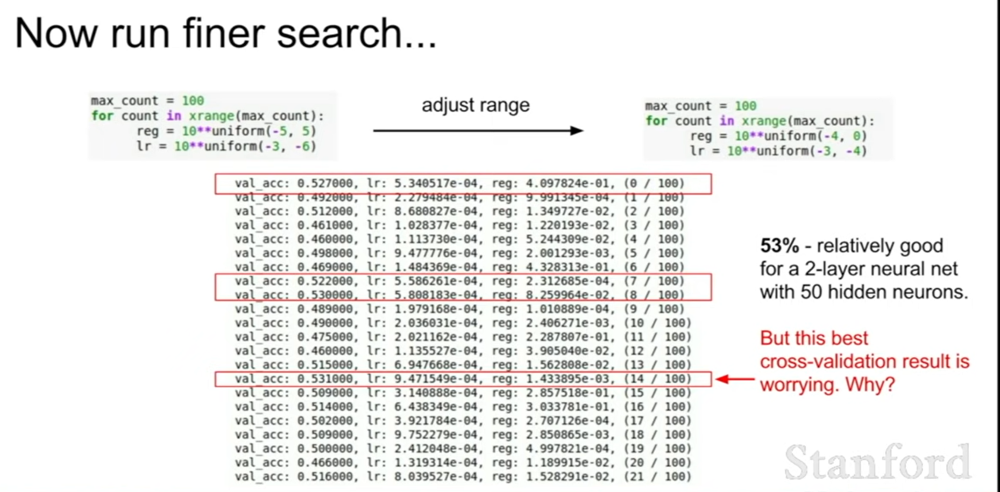 Now run finer search...
max_count = 100
for count in xrange(max_count):
reg = 10**uniform(-5, 5)
lr = 10**uniform(-3, -6)
adjust range
max_count = 100
for count in xrange(max_count):
reg = 10**uniform(-4, 0)
lr = 10**uniform(-3, -4)
val_acc: 0.527000, lr: 5.340517e-04, reg: 4.097824e-01, (0 / 100)
val_acc: 0.492000, lr: 2.279484e-04, reg: 9.991345e-04, (1 / 100)
val_acc: 0.512000, lr: 8.680827e-04, reg: 1.349727e-02, (2 / 100)
val_acc: 0.461000, lr: 1.028377e-04, reg: 1.220193e-02, (3 / 100)
val_acc: 0.460000, lr: 1.113730e-04, reg: 5.244309e-02, (4 / 100)
val_acc: 0.498000, lr: 9.477776e-04, reg: 2.001293e-03, (5 / 100)
val_acc: 0.469000, lr: 1.484369e-04, reg: 4.328313e-01, (6 / 100)
val_acc: 0.522000, lr: 5.586261e-04, reg: 2.312685e-04, (7 / 100)
val_acc: 0.530000, lr: 5.808183e-04, reg: 8.259964e-02, (8 / 100)
val_acc: 0.489000, lr: 1.979168e-04, reg: 1.010889e-04, (9 / 100)
val_acc: 0.490000, lr: 2.036031e-04, reg: 2.406271e-03, (10 / 100)
val_acc: 0.475000, lr: 2.021162e-04, reg: 2.287807e-01, (11 / 100)
val_acc: 0.460000, lr: 1.135527e-04, reg: 3.905040e-02, (12 / 100)
val_acc: 0.515000, lr: 6.947668e-04, reg: 1.562808e-02, (13 / 100)
val_acc: 0.531000, lr: 9.471549e-04, reg: 1.433895e-03, (14 / 100)
val_acc: 0.509000, lr: 3.140888e-04, reg: 2.857518e-01, (15 / 100)
val_acc: 0.514000, lr: 6.438349e-04, reg: 3.033781e-01, (16 / 100)
val_acc: 0.502000, lr: 3.921784e-04, reg: 2.707126e-04, (17 / 100)
val_acc: 0.509000, lr: 9.752279e-04, reg: 2.850865e-03, (18 / 100)
val_acc: 0.500000, lr: 2.412048e-04, reg: 4.997821e-04, (19 / 100)
val_acc: 0.466000, lr: 1.319314e-04, reg: 1.189915e-02, (20 / 100)
val_acc: 0.516000, lr: 8.039527e-04, reg: 1.528291e-02, (21 / 100)
53% - relatively good
for a 2-layer neural net
with 50 hidden neurons.
But this best
cross-validation result is
worrying. Why?
Stanford